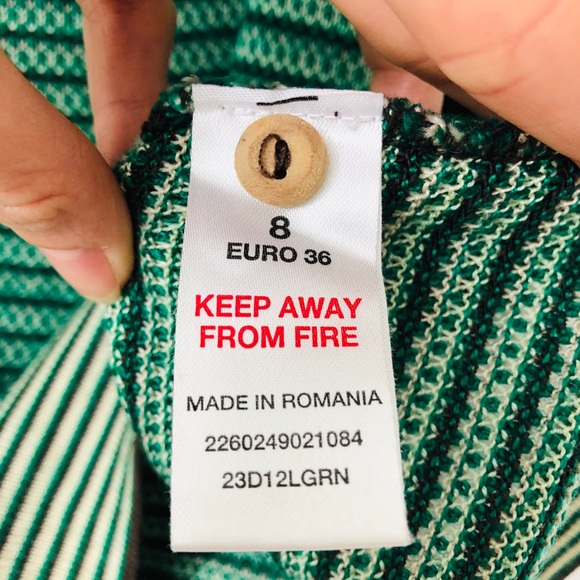 8
EURO 36
KEEP AWAY
FROM FIRE
MADE IN ROMANIA
2260249021084
23D12LGRN